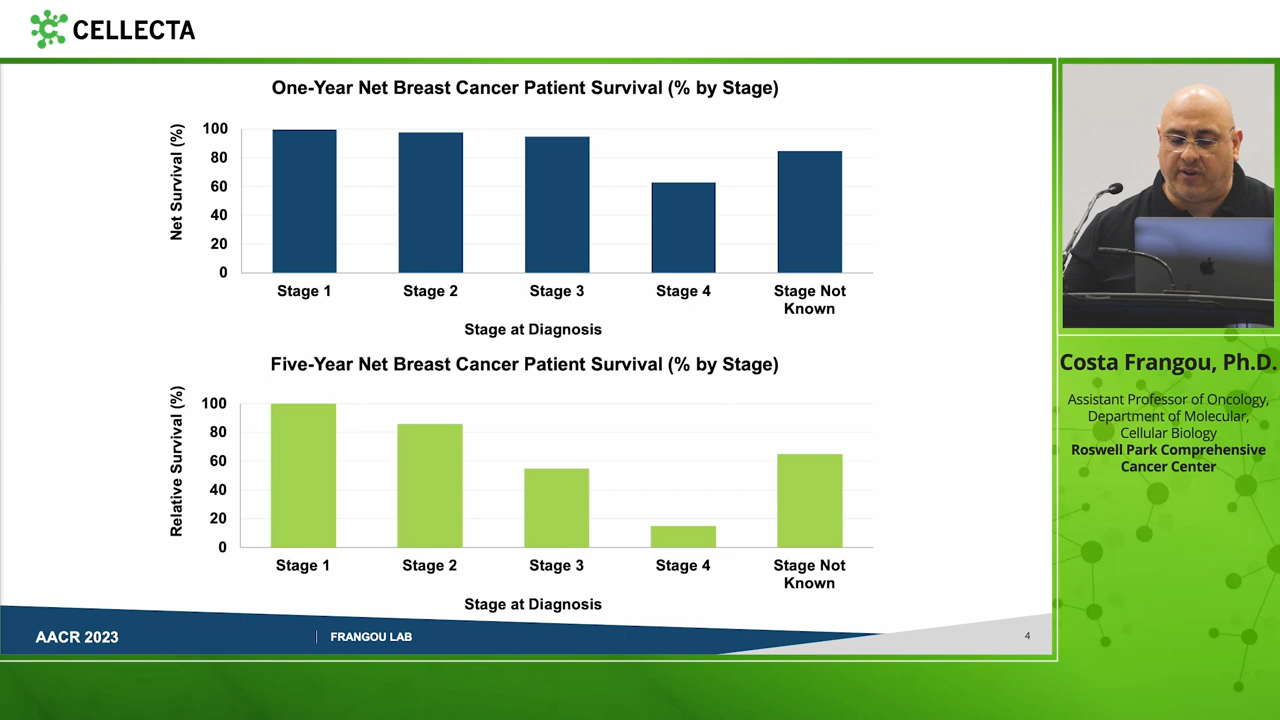 CELLECTA
One-Year Net Breast Cancer Patient Survival (% by Stage)
Net Survival (%)
100
80
60
40
20
0
Stage 1
Stage 2
Stage 3
Stage 4
Stage Not
Known
Stage at Diagnosis
Five-Year Net Breast Cancer Patient Survival (% by Stage)
Relative Survival (%)
100
80
60
40
20
0
Stage 1
Stage 2
Stage 3
Stage 4
Stage Not
Known
Stage at Diagnosis
AACR 2023
FRANGOU LAB
4
Costa Frangou, Ph.D.
Assistant Professor of Oncology,
Department of Molecular,
Cellular Biology
Roswell Park Comprehensive
Cancer Center